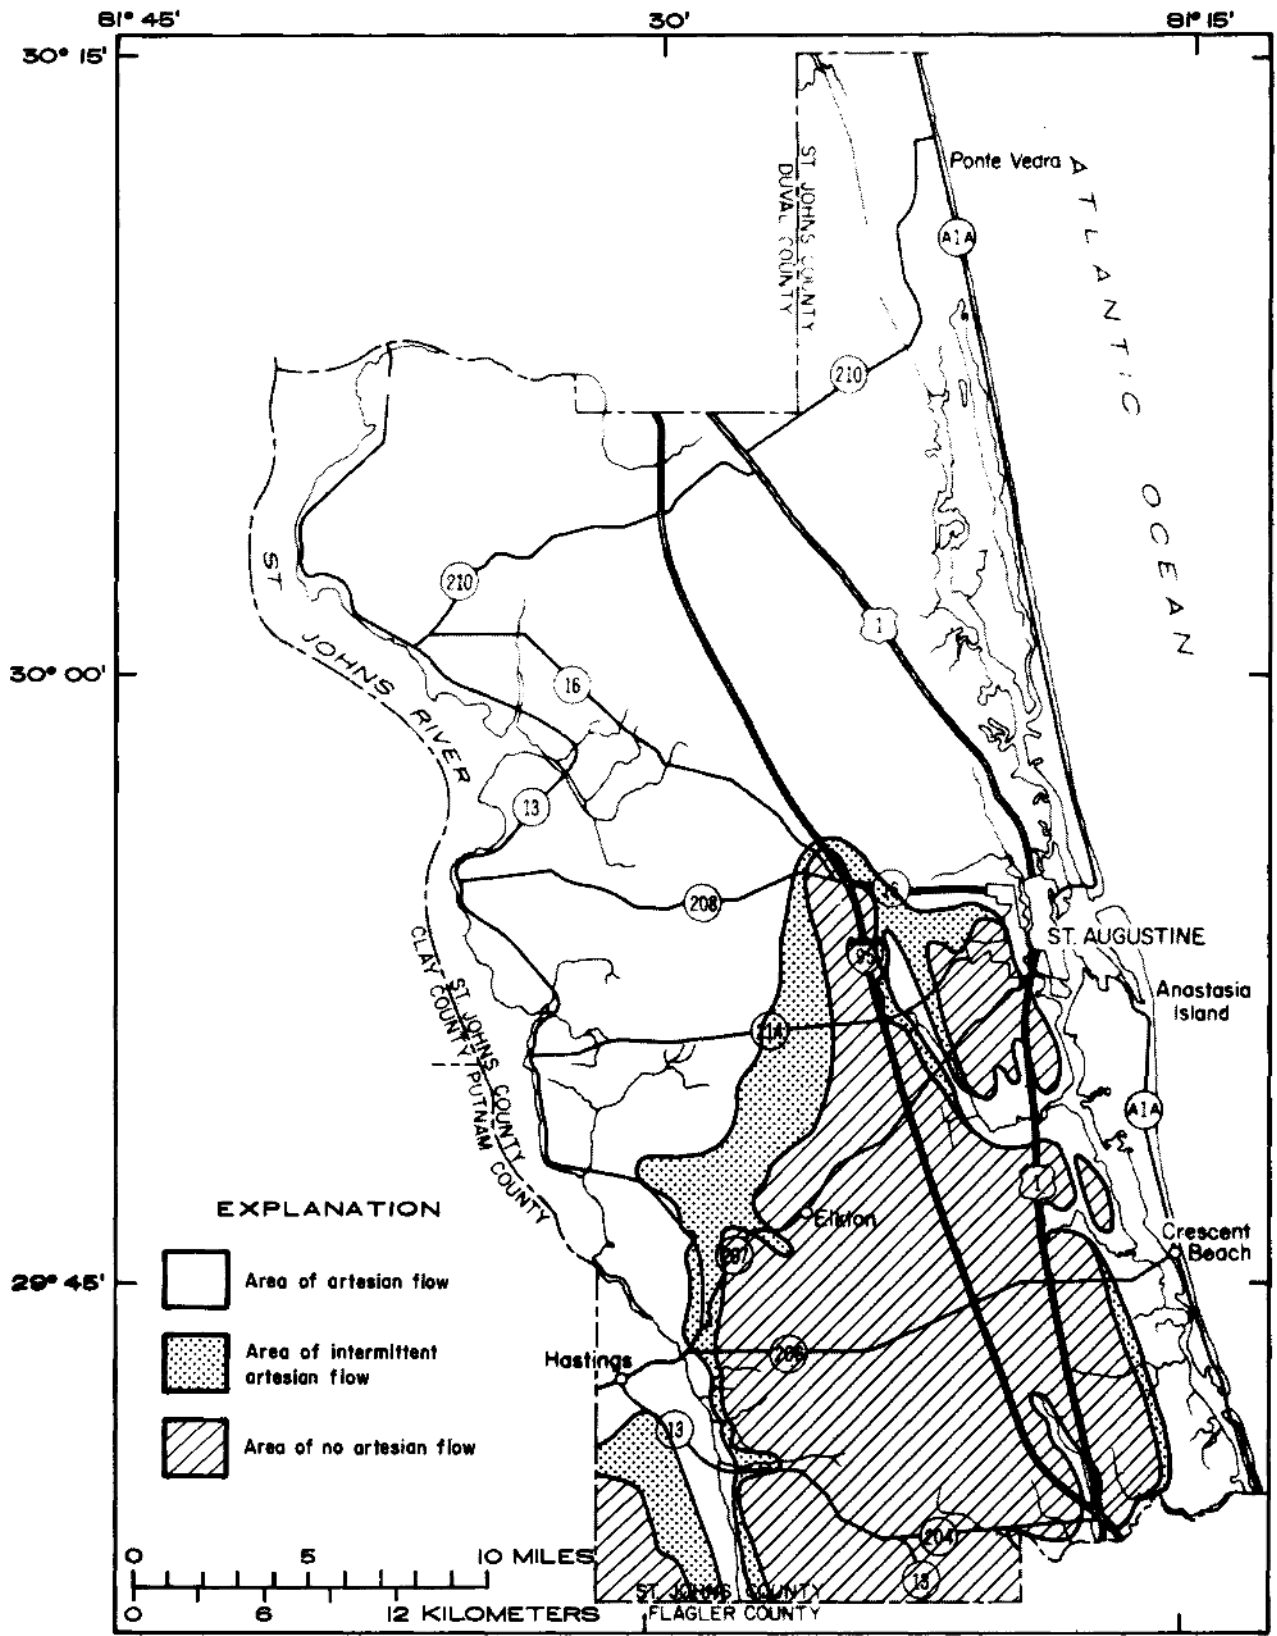 81° 45' 30' 81° 15'
30° 15'
Ponte Vedra
ST. JOHNS COUNTY
DUVAL COUNTY
A1A
ATLANTIC OCEAN
210
210
1
ST JOHNS RIVER
30° 00'
16
13
16
208
ST. AUGUSTINE
95
Anastasia
Island
CLAY COUNTY
ST. JOHNS COUNTY
214
PUTNAM COUNTY
A1A
1
EXPLANATION
Elkton
207
Crescent
Beach
29° 45'
Area of artesian flow
Area of intermittent
artesian flow
206
Hastings
13
Area of no artesian flow
204
13
0 5 10 MILES
0 6 12 KILOMETERS
ST. JOHNS COUNTY
FLAGLER COUNTY